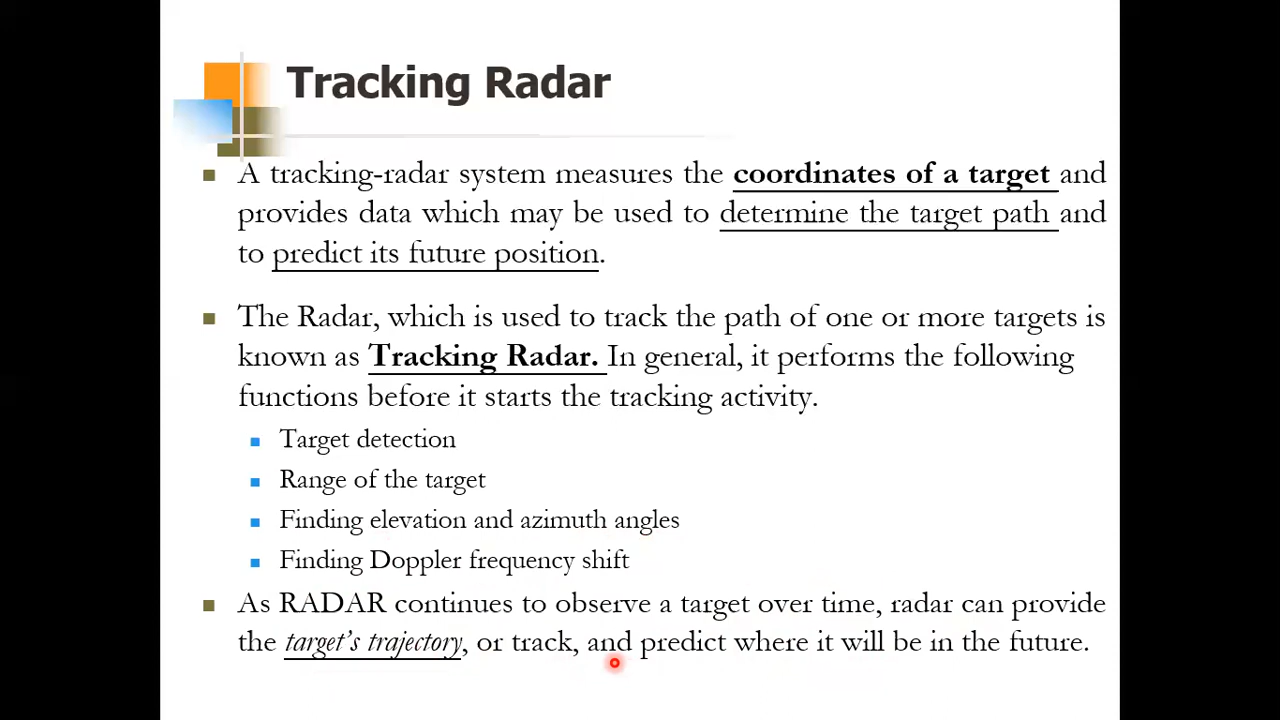 Tracking Radar
A tracking-radar system measures the coordinates of a target and
provides data which may be used to determine the target path and
to predict its future position.
The Radar, which is used to track the path of one or more targets is
known as Tracking Radar. In general, it performs the following
functions before it starts the tracking activity.
Target detection
Range of the target
Finding elevation and azimuth angles
Finding Doppler frequency shift
As RADAR continues to observe a target over time, radar can provide
the target's trajectory, or track, and predict where it will be in the future.